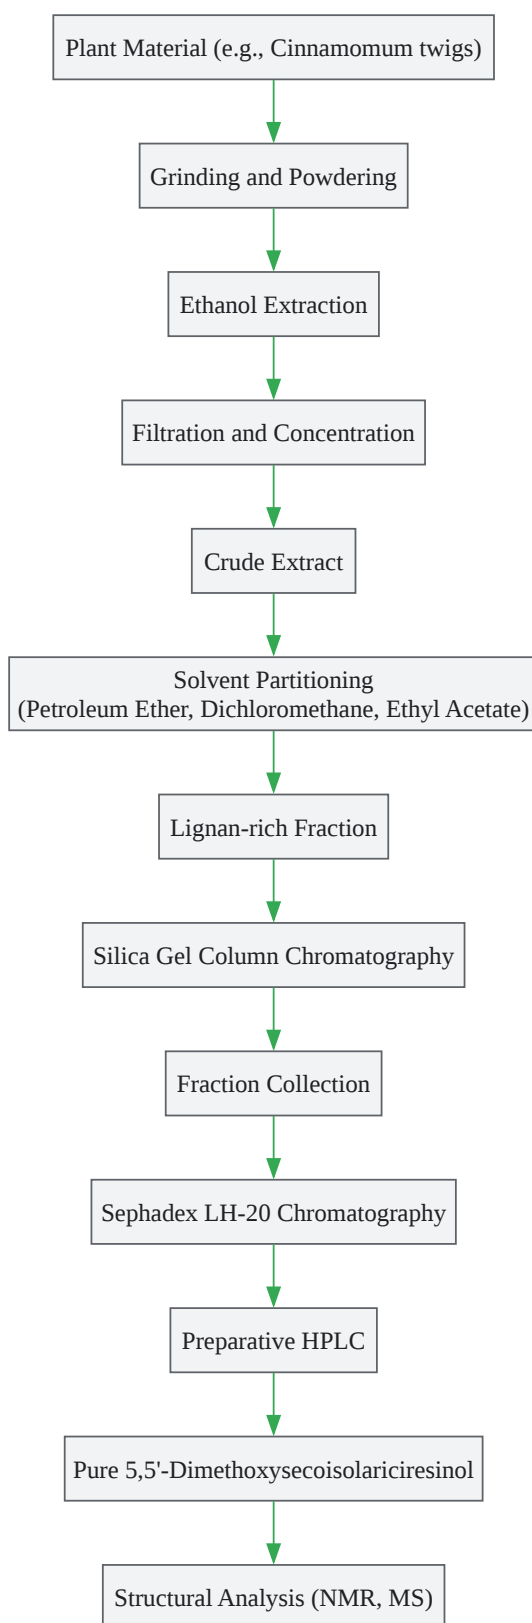 Plant Material (e.g., Cinnamomum twigs)
Grinding and Powdering
Ethanol Extraction
Filtration and Concentration
Crude Extract
Solvent Partitioning
(Petroleum Ether, Dichloromethane, Ethyl Acetate)
Lignan-rich Fraction
Silica Gel Column Chromatography
Fraction Collection
Sephadex LH-20 Chromatography
Preparative HPLC
Pure 5,5'-Dimethoxysecoisolariciresinol
Structural Analysis (NMR, MS)